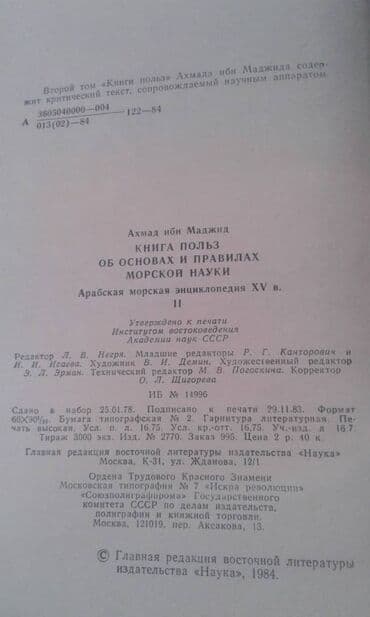 Второй том «Книги польз» Ахмада ибн Маджида содер-
жит критический текст, сопровождаемый научным аппаратом
А 3605040000—004
013(02)—84 122—84
Ахмад ибн Маджид
КНИГА ПОЛЬЗ
ОБ ОСНОВАХ И ПРАВИЛАХ
МОРСКОЙ НАУКИ
Арабская морская энциклопедия XV в.
II
Утверждено к печати
Институтом востоковедения
Академии наук СССР
Редактор Л. В. Негря. Младшие редакторы Р. Г. Канторович и
И. И. Исаева. Художник В. И. Демин. Художественный редактор
Э. Л. Эрман. Технический редактор М. В. Погоскина. Корректор
О. Л. Щигорева
ИБ № 14996
Сдано в набор 25.01.78. Подписано к печати 29.11.83. Формат
60×90 1/16. Бумага типографская № 2. Гарнитура литературная. Пе-
чать высокая. Усл. п. л. 16,75. Усл. кр.-отт. 16,75. Уч.-изд. л 16,7.
Тираж 3000 экз. Изд. № 2770. Заказ 995. Цена 2 р. 40 к.
Главная редакция восточной литературы издательства «Наука»
Москва, К-31, ул. Жданова, 12/1
Ордена Трудового Красного Знамени
Московская типография № 7 «Искра революции»
«Союзполиграфпрома» Государственного
комитета СССР по делам издательств,
полиграфии и книжной торговли.
Москва, 121019, пер. Аксакова, 13.
© Главная редакция восточной литературы
издательства «Наука», 1984.